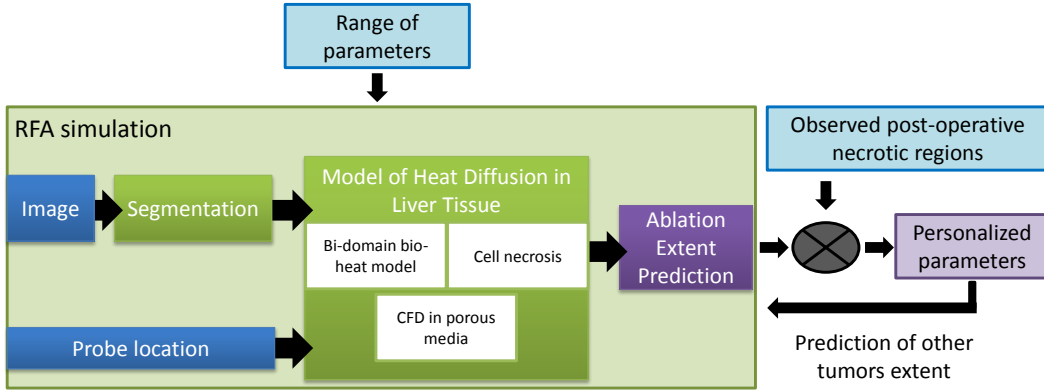 Range of
parameters
RFA simulation
Observed post-operative
necrotic regions
Image
Segmentation
Model of Heat Diffusion in
Liver Tissue
Bi-domain bio-
heat model
Cell necrosis
CFD in porous
media
Ablation
Extent
Prediction
Personalized
parameters
Probe location
Prediction of other
tumors extent